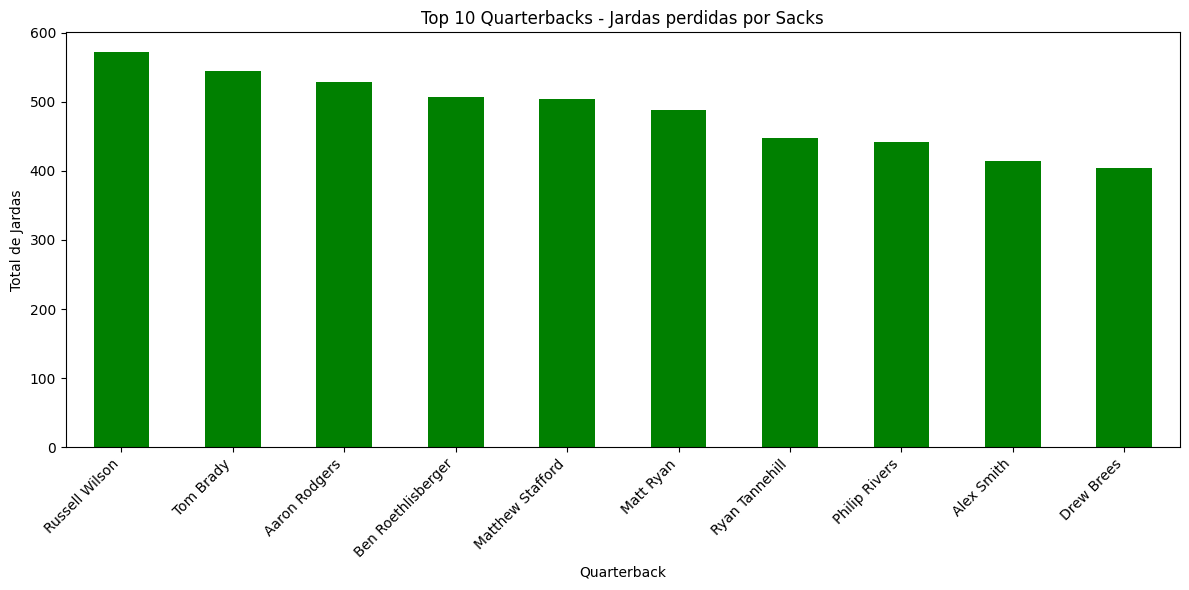 Top 10 Quarterbacks - Jardas perdidas por Sacks
Total de Jardas
600
500
400
300
200
100
0
Russell Wilson
Tom Brady
Aaron Rodgers
Ben Roethlisberger
Matthew Stafford
Matt Ryan
Ryan Tannehill
Philip Rivers
Alex Smith
Drew Brees
Quarterback